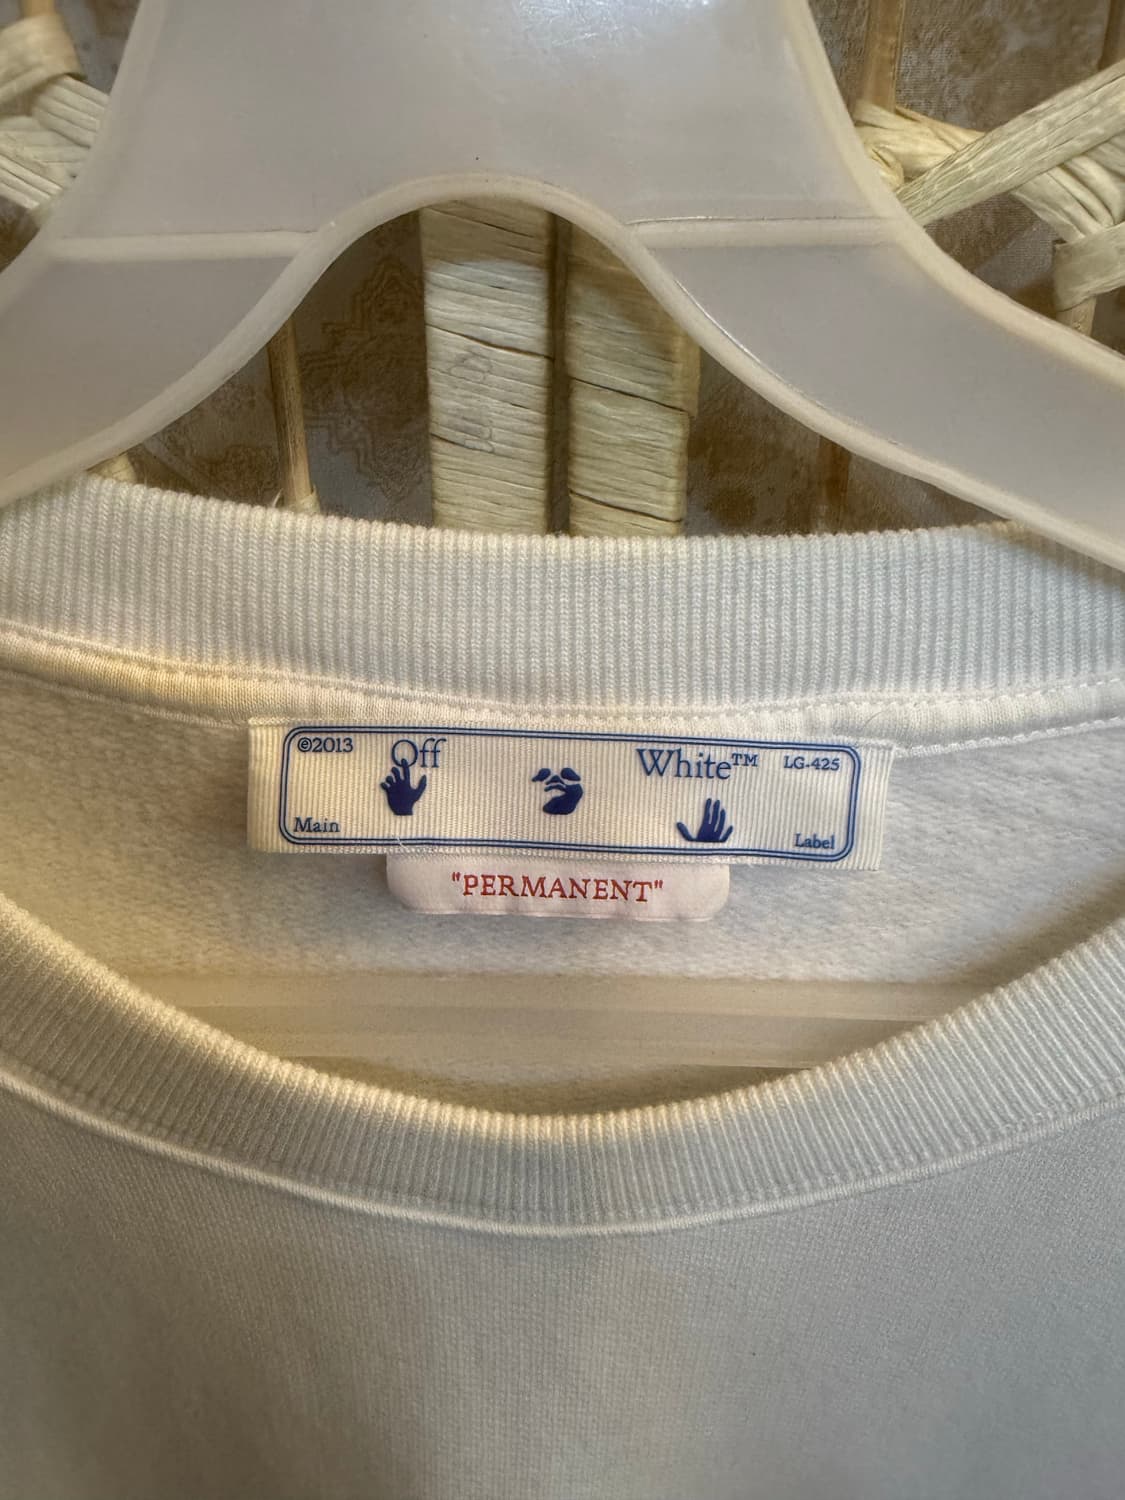 ©2013 Off White™ LG-425
Main Label
"PERMANENT"